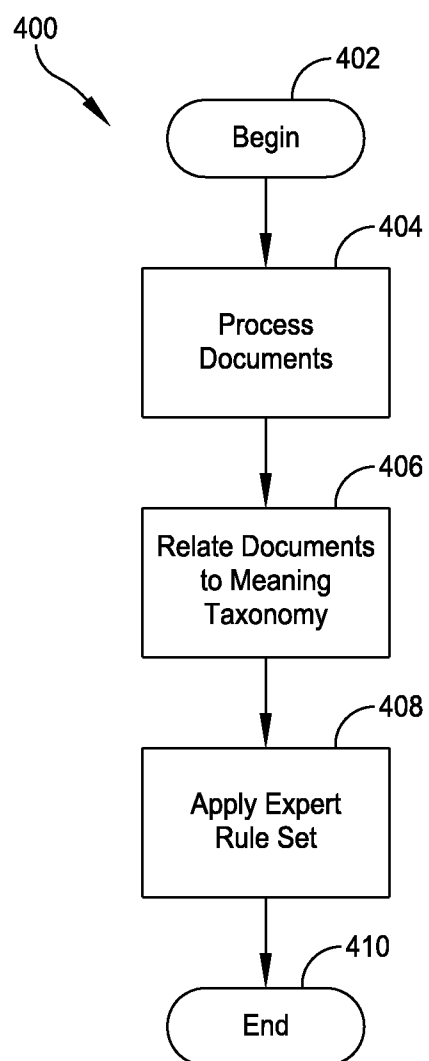 400
402
Begin
404
Process
Documents
406
Relate Documents
to Meaning
Taxonomy
408
Apply Expert
Rule Set
410
End